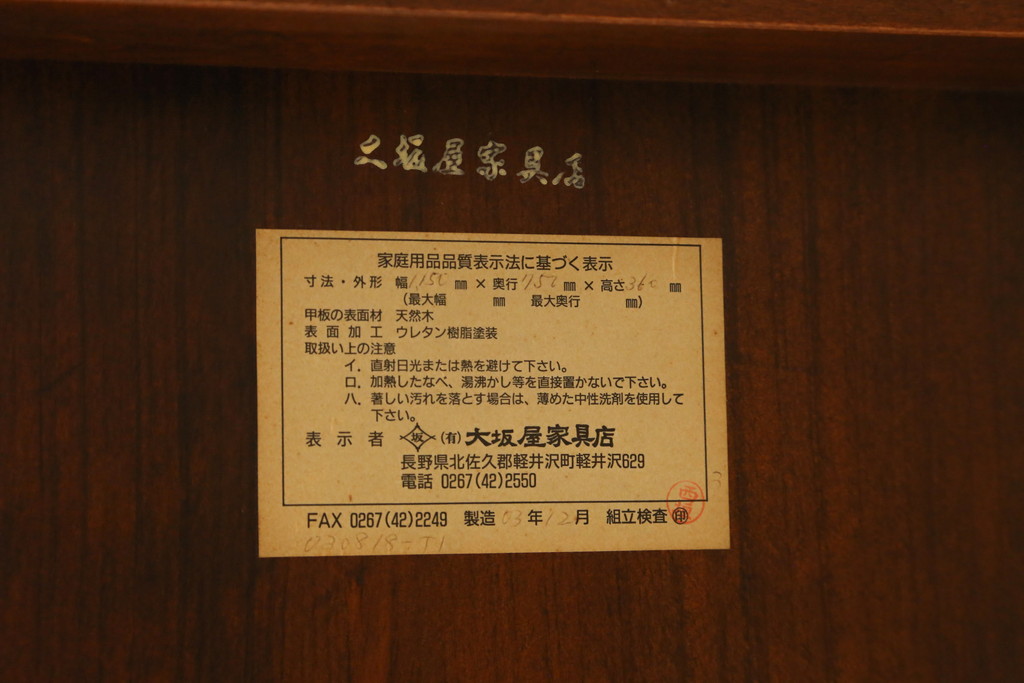 大坂屋家具店
家庭用品品質表示法に基づく表示
寸法・外形 幅1,150 ㎜ × 奥行750 ㎜ × 高さ360 ㎜
(最大幅 ㎜ 最大奥行 ㎜)
甲板の表面材 天然木
表面加工 ウレタン樹脂塗装
取扱い上の注意
イ. 直射日光または熱を避けて下さい。
ロ. 加熱したなべ、湯沸かし等を直接置かないで下さい。
ハ. 著しい汚れを落とす場合は、薄めた中性洗剤を使用して
下さい。
表示者 坂 (有)大坂屋家具店
長野県北佐久郡軽井沢町軽井沢629
電話 0267(42)2550
FAX 0267(42)2249 製造 03年12月 組立検査 ㊞
030819-T1